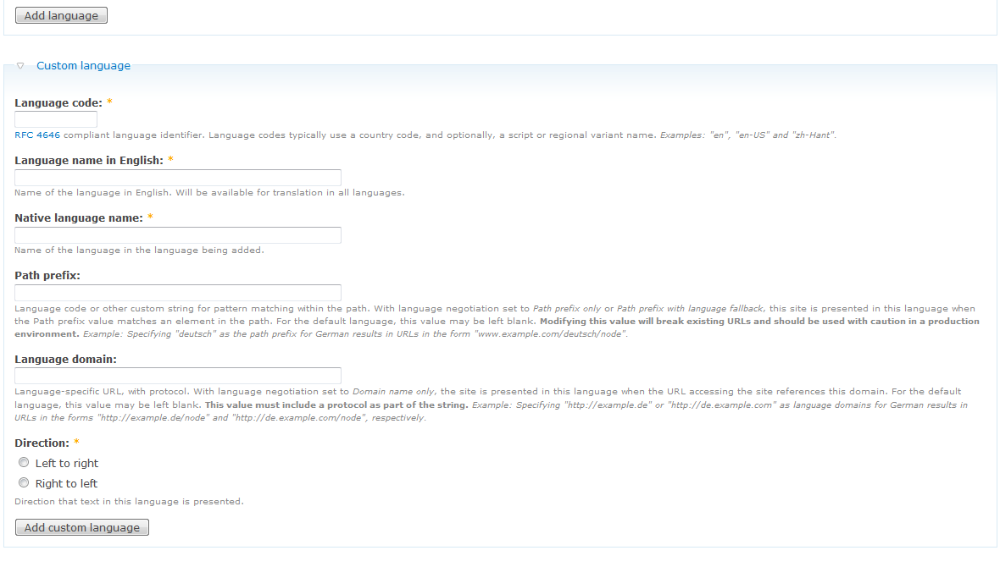 Add language
Custom language
Language code: *
RFC 4646 compliant language identifier. Language codes typically use a country code, and optionally, a script or regional variant name. Examples: "en", "en-US" and "zh-Hant".
Language name in English: *
Name of the language in English. Will be available for translation in all languages.
Native language name: *
Name of the language in the language being added.
Path prefix:
Language code or other custom string for pattern matching within the path. With language negotiation set to Path prefix only or Path prefix with language fallback, this site is presented in this language when
the Path prefix value matches an element in the path. For the default language, this value may be left blank. Modifying this value will break existing URLs and should be used with caution in a production
environment. Example: Specifying "deutsch" as the path prefix for German results in URLs in the form "www.example.com/deutsch/node".
Language domain:
Language-specific URL, with protocol. With language negotiation set to Domain name only, the site is presented in this language when the URL accessing the site references this domain. For the default
language, this value may be left blank. This value must include a protocol as part of the string. Example: Specifying "http://example.de" or "http://de.example.com" as language domains for German results in
URLs in the forms "http://example.de/node" and "http://de.example.com/node", respectively.
Direction: *
Left to right
Right to left
Direction that text in this language is presented.
Add custom language